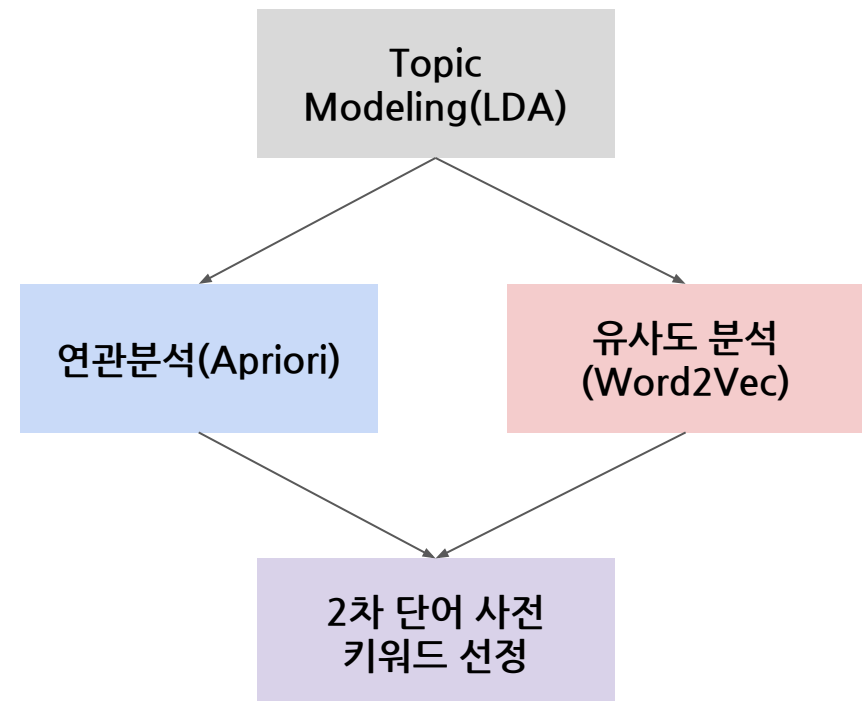 Topic
Modeling(LDA)
연관분석(Apriori)
유사도 분석
(Word2Vec)
2차 단어 사전
키워드 선정